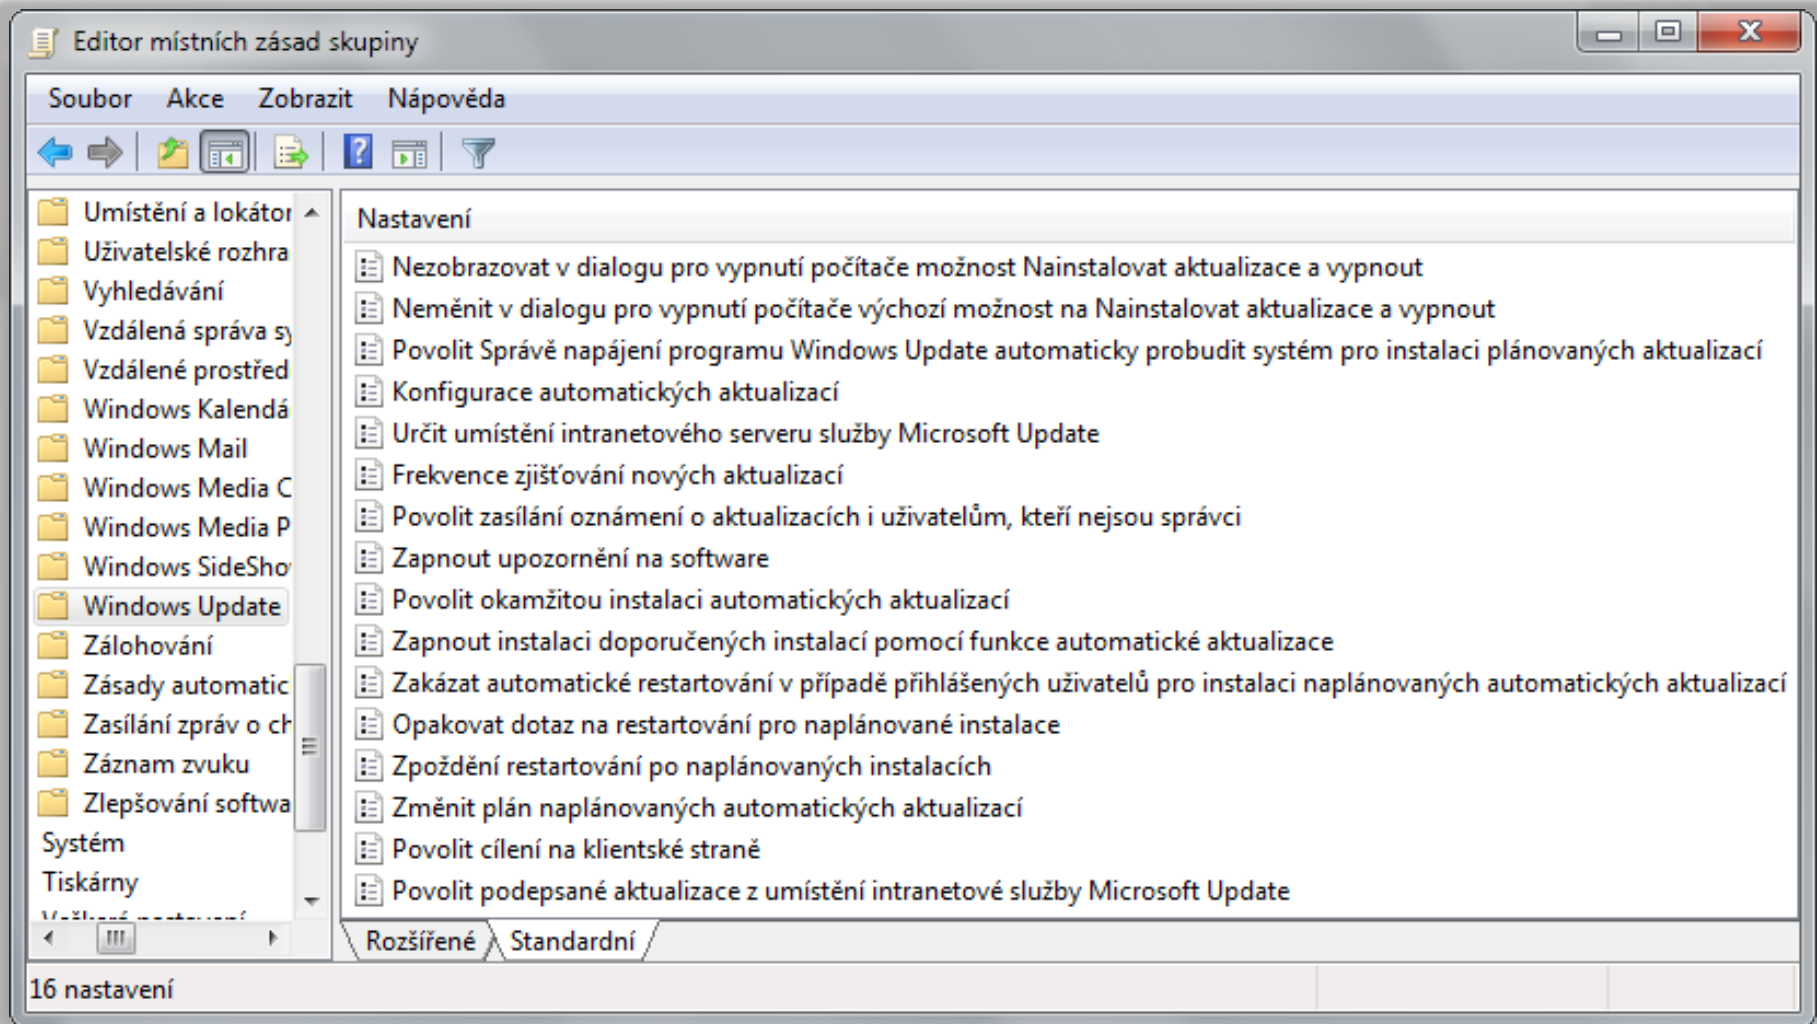 Editor místních zásad skupiny
Soubor Akce Zobrazit Nápověda
Umístění a lokátor
Uživatelské rozhra
Vyhledávání
Vzdálená správa sy
Vzdálené prostřed
Windows Kalendá
Windows Mail
Windows Media C
Windows Media P
Windows SideSho
Windows Update
Zálohování
Zásady automatic
Zasílání zpráv o ch
Záznam zvuku
Zlepšování softwa
Systém
Tiskárny
Nastavení
Nezobrazovat v dialogu pro vypnutí počítače možnost Nainstalovat aktualizace a vypnout
Neměnit v dialogu pro vypnutí počítače výchozí možnost na Nainstalovat aktualizace a vypnout
Povolit Správě napájení programu Windows Update automaticky probudit systém pro instalaci plánovaných aktualizací
Konfigurace automatických aktualizací
Určit umístění intranetového serveru služby Microsoft Update
Frekvence zjišťování nových aktualizací
Povolit zasílání oznámení o aktualizacích i uživatelům, kteří nejsou správci
Zapnout upozornění na software
Povolit okamžitou instalaci automatických aktualizací
Zapnout instalaci doporučených instalací pomocí funkce automatické aktualizace
Zakázat automatické restartování v případě přihlášených uživatelů pro instalaci naplánovaných automatických aktualizací
Opakovat dotaz na restartování pro naplánované instalace
Zpoždění restartování po naplánovaných instalacích
Změnit plán naplánovaných automatických aktualizací
Povolit cílení na klientské straně
Povolit podepsané aktualizace z umístění intranetové služby Microsoft Update
Rozšířené Standardní
16 nastavení